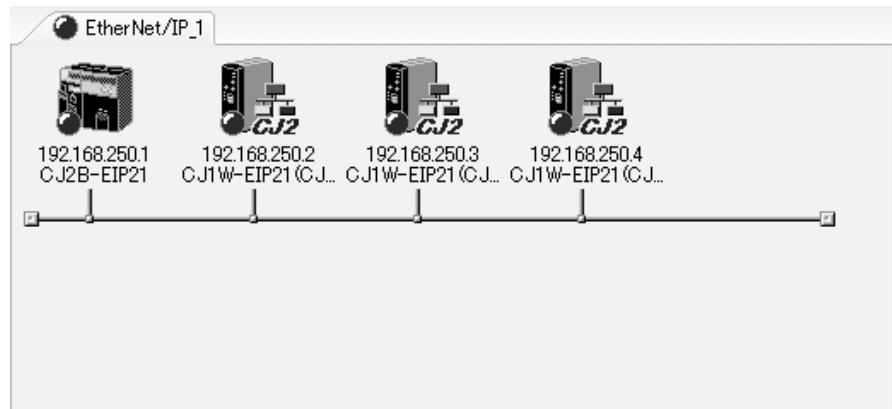 EtherNet/IP_1
CJ2 CJ2 CJ2
192.168.250.1 192.168.250.2 192.168.250.3 192.168.250.4
CJ2B-EIP21 CJ1W-EIP21 (CJ... CJ1W-EIP21 (CJ... CJ1W-EIP21 (CJ...